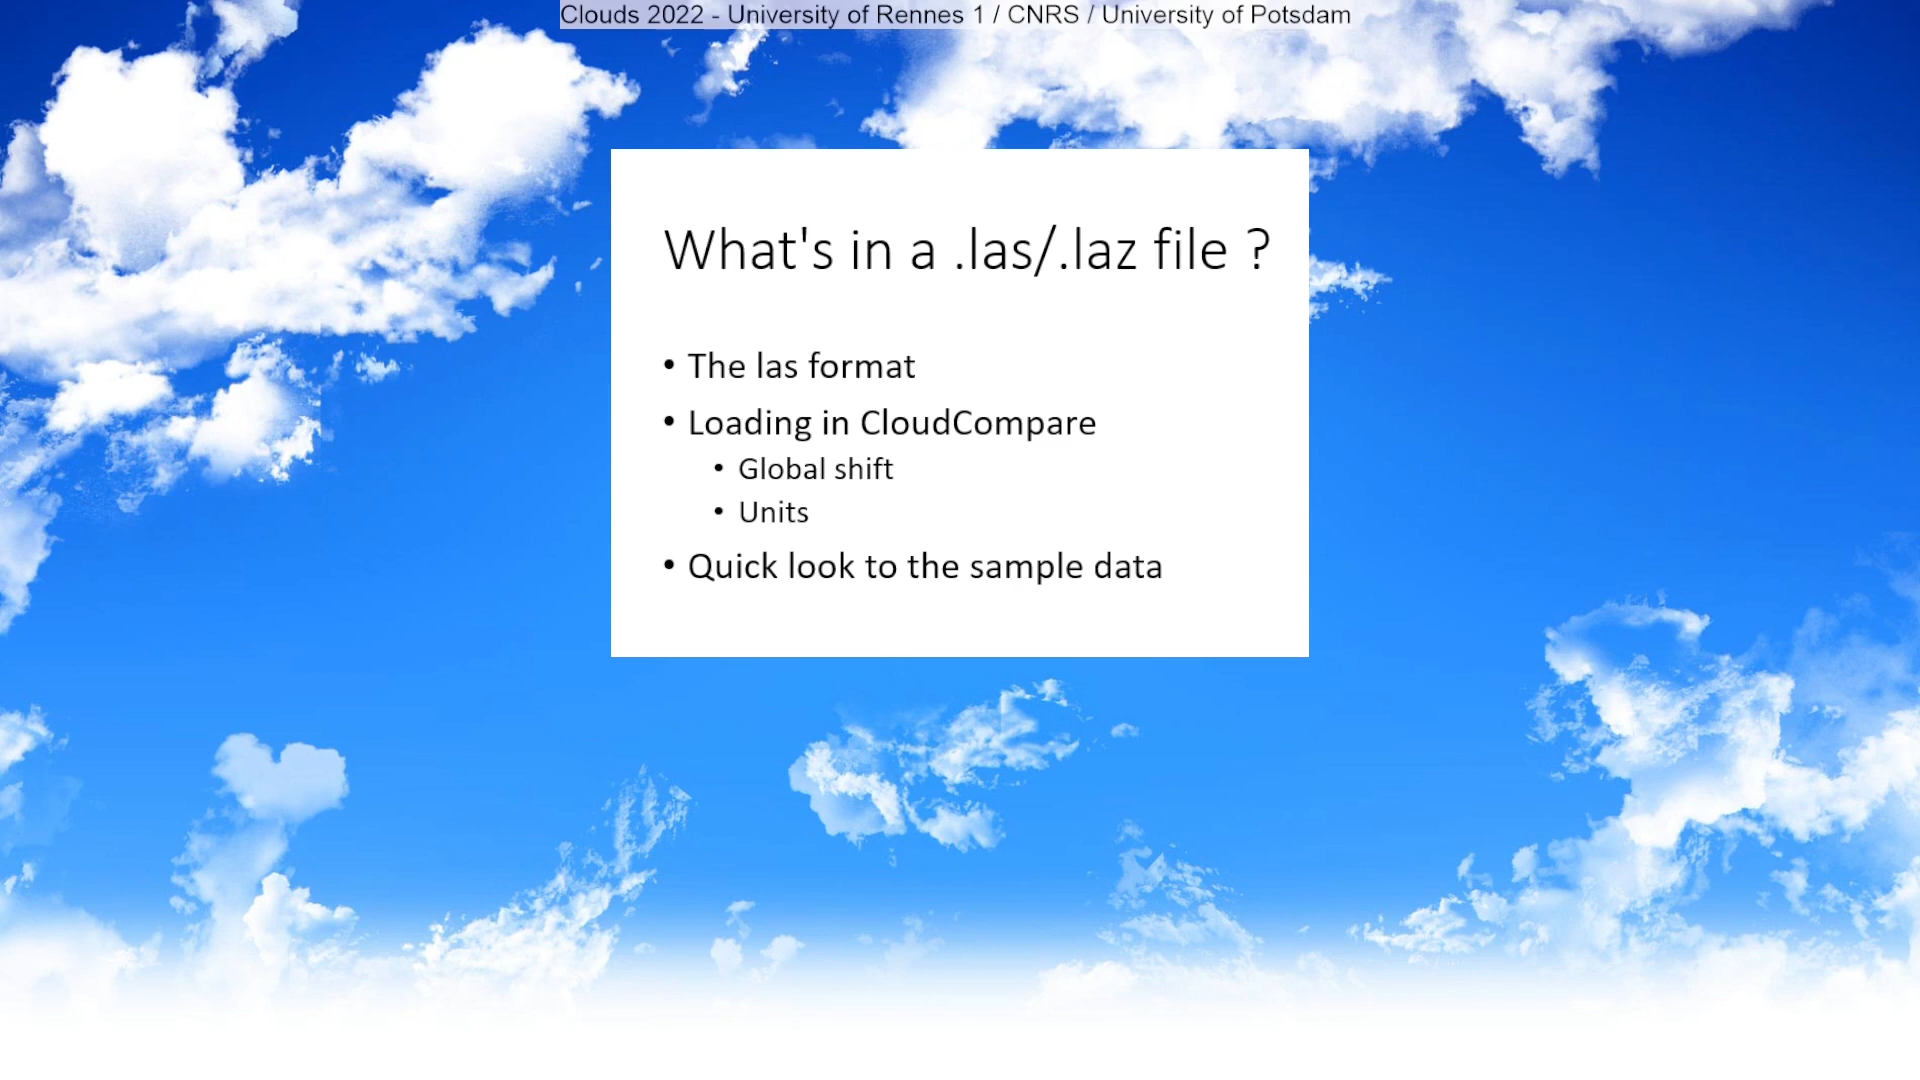 Clouds 2022 - University of Rennes 1 / CNRS / University of Potsdam
What's in a .las/.laz file ?
• The las format
• Loading in CloudCompare
• Global shift
• Units
• Quick look to the sample data